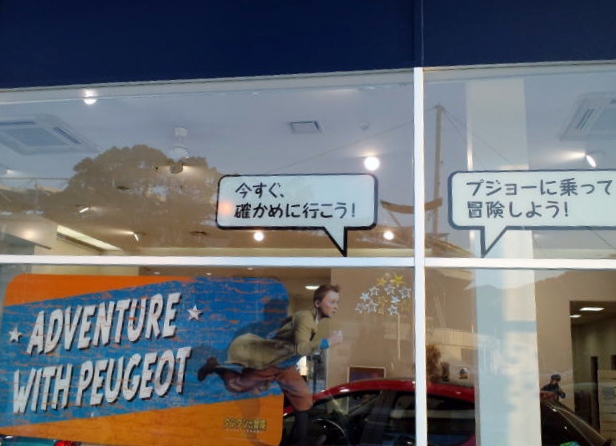 今すぐ、
確かめに行こう!
プジョーに乗って
冒険しよう!
ADVENTURE
WITH PEUGEOT